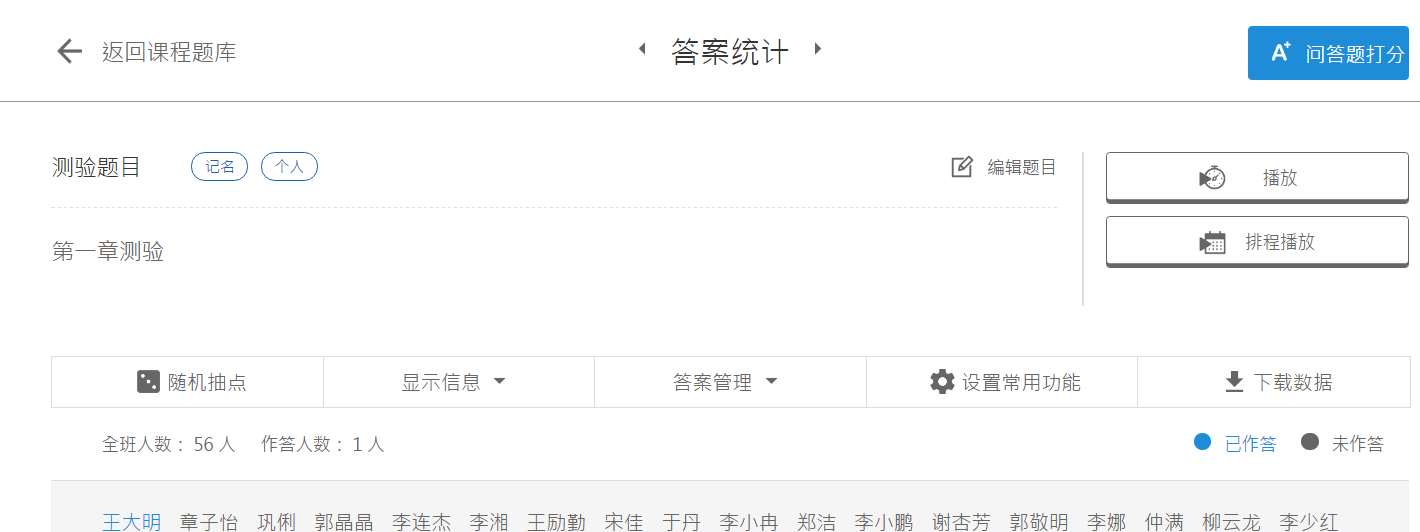 返回课程题库 答案统计 A+ 问答题打分
测验题目 记名 个人 编辑题目 播放
第一章测验 排程播放
随机抽点 显示信息 答案管理 设置常用功能 下载数据
全班人数： 56 人 作答人数： 1 人 已作答 未作答
王大明 章子怡 巩俐 郭晶晶 李连杰 李湘 王励勤 宋佳 于丹 李小冉 郑洁 李小鹏 谢杏芳 郭敬明 李娜 仲满 柳云龙 李少红